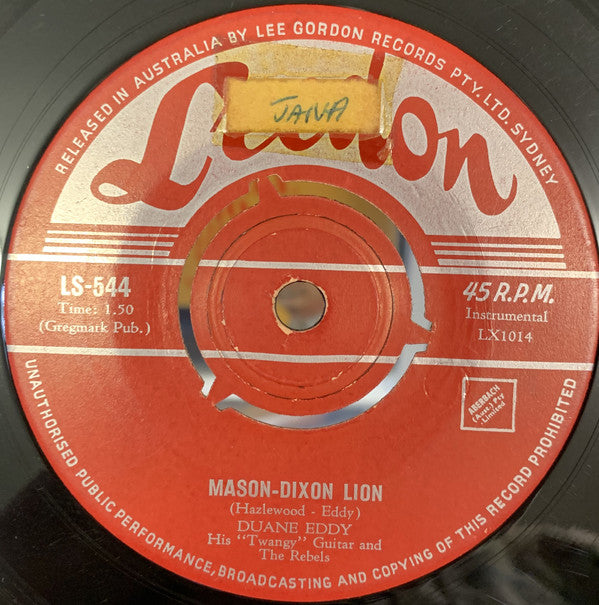 RELEASED IN AUSTRALIA BY LEE GORDON RECORDS PTY. LTD. SYDNEY
Leedon
JANA
LS-544
Time: 1.50
(Gregmark Pub.)
45 R.P.M.
Instrumental
LX1014
ABERBACH
(Aust.) Pty
-Limited
MASON-DIXON LION
(Hazlewood - Eddy)
DUANE EDDY
His "Twangy" Guitar and
The Rebels
UNAUTHORISED PUBLIC PERFORMANCE, BROADCASTING AND COPYING OF THIS RECORD PROHIBITED